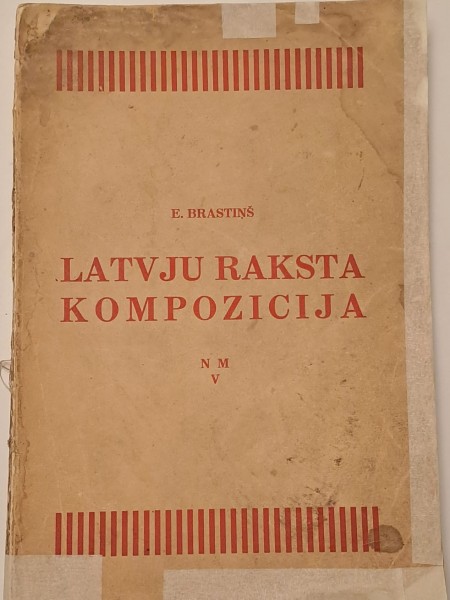 E. BRASTIŅŠ
LATVJU RAKSTA
KOMPOZICIJA
N M
V